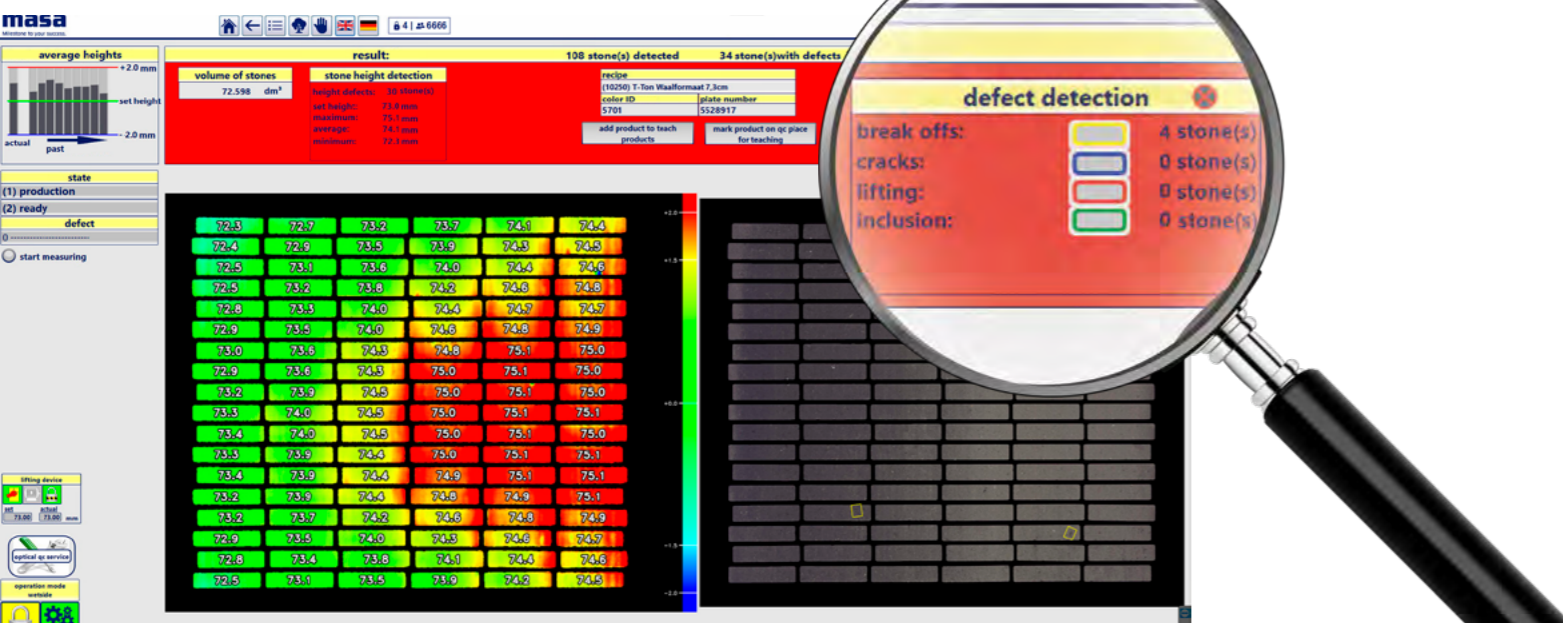 masa
Milestone to your success.
4 | 6666
average heights
+2.0 mm
set height
- 2.0 mm
actual
past
state
(1) production
(2) ready
defect
0 ------------------------
start measuring
lifting device
set actual
73.00 73.00 mm
optical qc service
operation mode
wetside
result: 108 stone(s) detected 34 stone(s)with defects
volume of stones
72.598 dm³
stone height detection
height defects: 30 stone(s)
set height: 73.0 mm
maximum: 75.1 mm
average: 74.1 mm
minimum: 72.3 mm
recipe
(10250) T-Ton Waalformaat 7,3cm
color ID plate number
5701 5528917
add product to teach products
mark product on qc place for teaching
defect detection
break offs: 4 stone(s)
cracks: 0 stone(s)
lifting: 0 stone(s)
inclusion: 0 stone(s)
72.3 72.7 73.2 73.7 74.1 74.4
72.4 72.9 73.5 73.9 74.3 74.5
72.5 73.1 73.6 74.0 74.4 74.6
72.5 73.2 73.8 74.2 74.6 74.8
72.8 73.3 74.0 74.4 74.7 74.7
72.9 73.5 74.0 74.6 74.8 74.9
73.0 73.6 74.3 74.8 75.1 75.0
72.9 73.6 74.3 75.0 75.1 75.0
73.2 73.9 74.5 75.0 75.1 75.0
73.3 74.0 74.5 75.0 75.1 75.1
73.4 74.0 74.5 75.0 75.1 75.0
73.3 73.9 74.4 75.0 75.1 75.1
73.4 73.9 74.4 74.9 75.1 75.1
73.2 73.9 74.4 74.8 74.9 75.1
73.2 73.7 74.2 74.6 74.8 74.9
72.9 73.5 74.0 74.3 74.6 74.7
72.8 73.4 73.8 74.1 74.4 74.6
72.5 73.1 73.5 73.9 74.2 74.5
+2.0
+1.5
+0.0
-1.5
-2.0